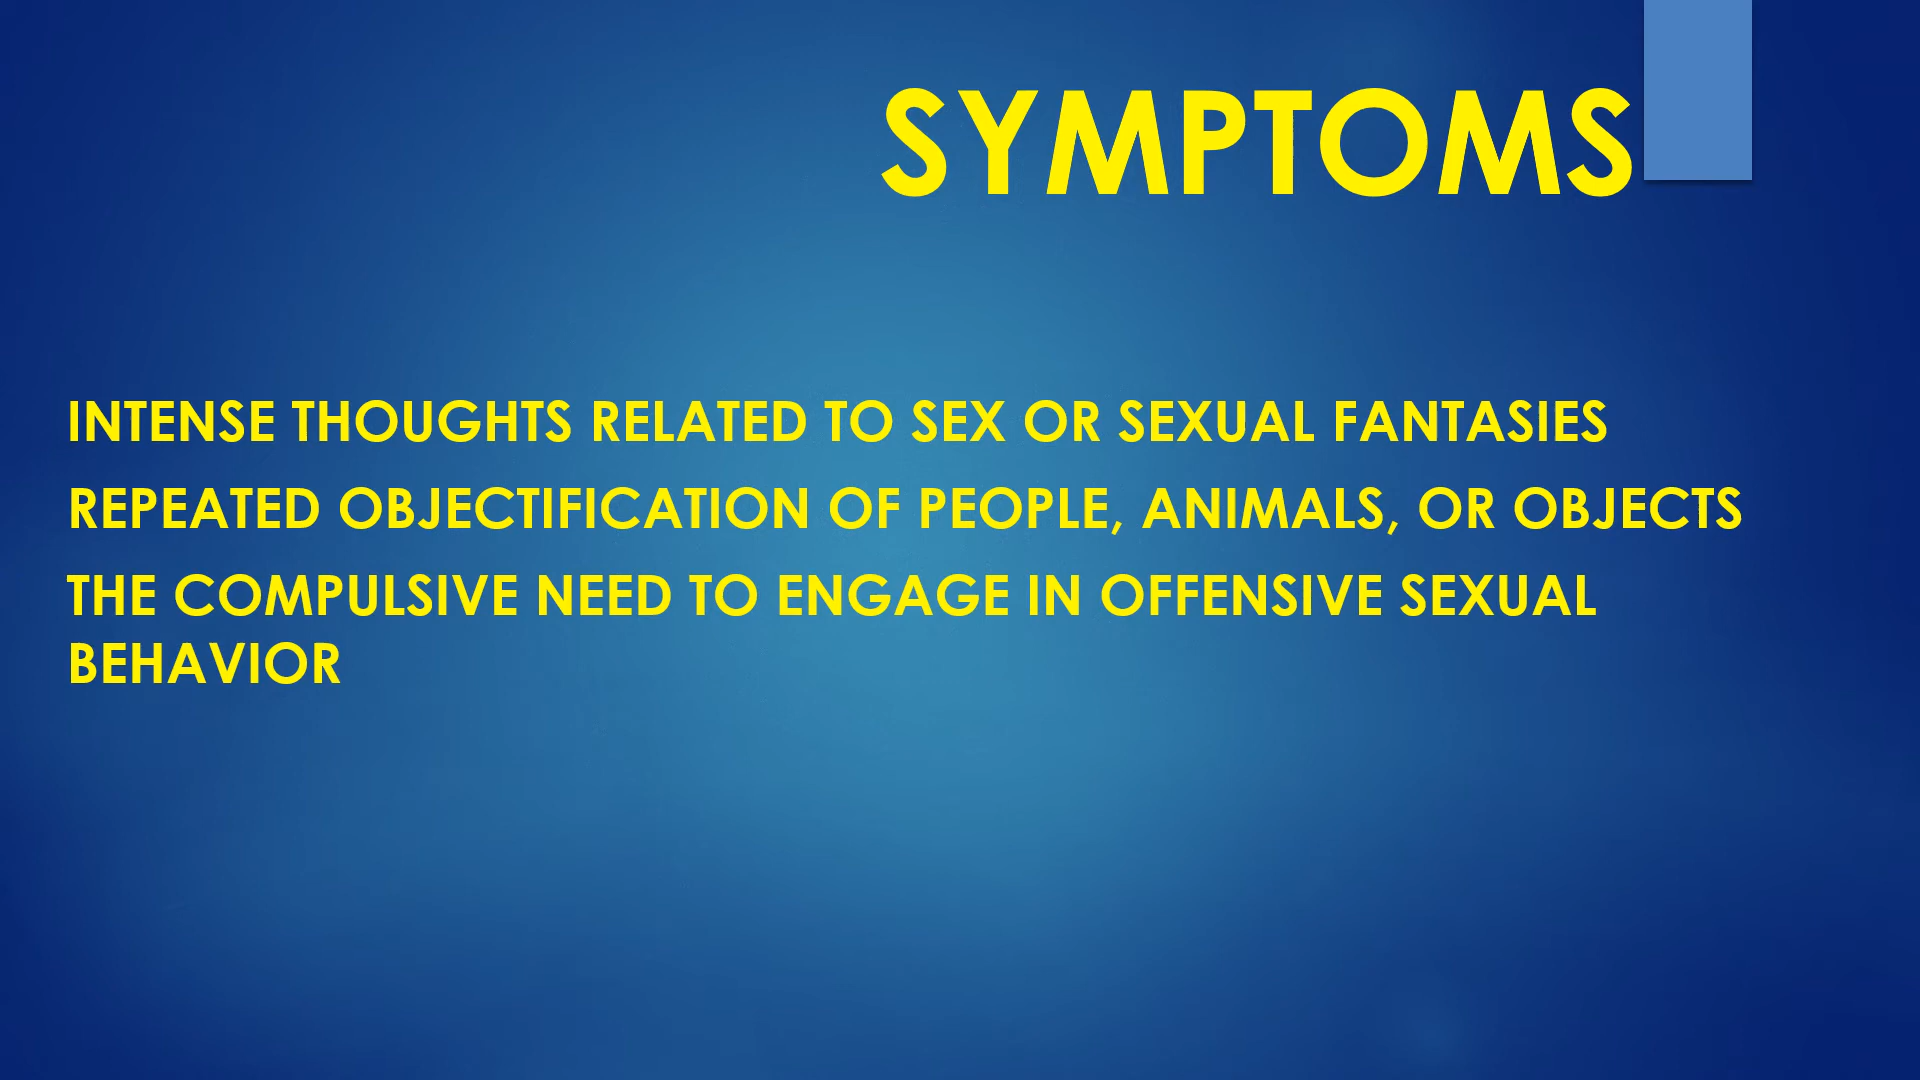 SYMPTOMS
INTENSE THOUGHTS RELATED TO SEX OR SEXUAL FANTASIES
REPEATED OBJECTIFICATION OF PEOPLE, ANIMALS, OR OBJECTS
THE COMPULSIVE NEED TO ENGAGE IN OFFENSIVE SEXUAL
BEHAVIOR